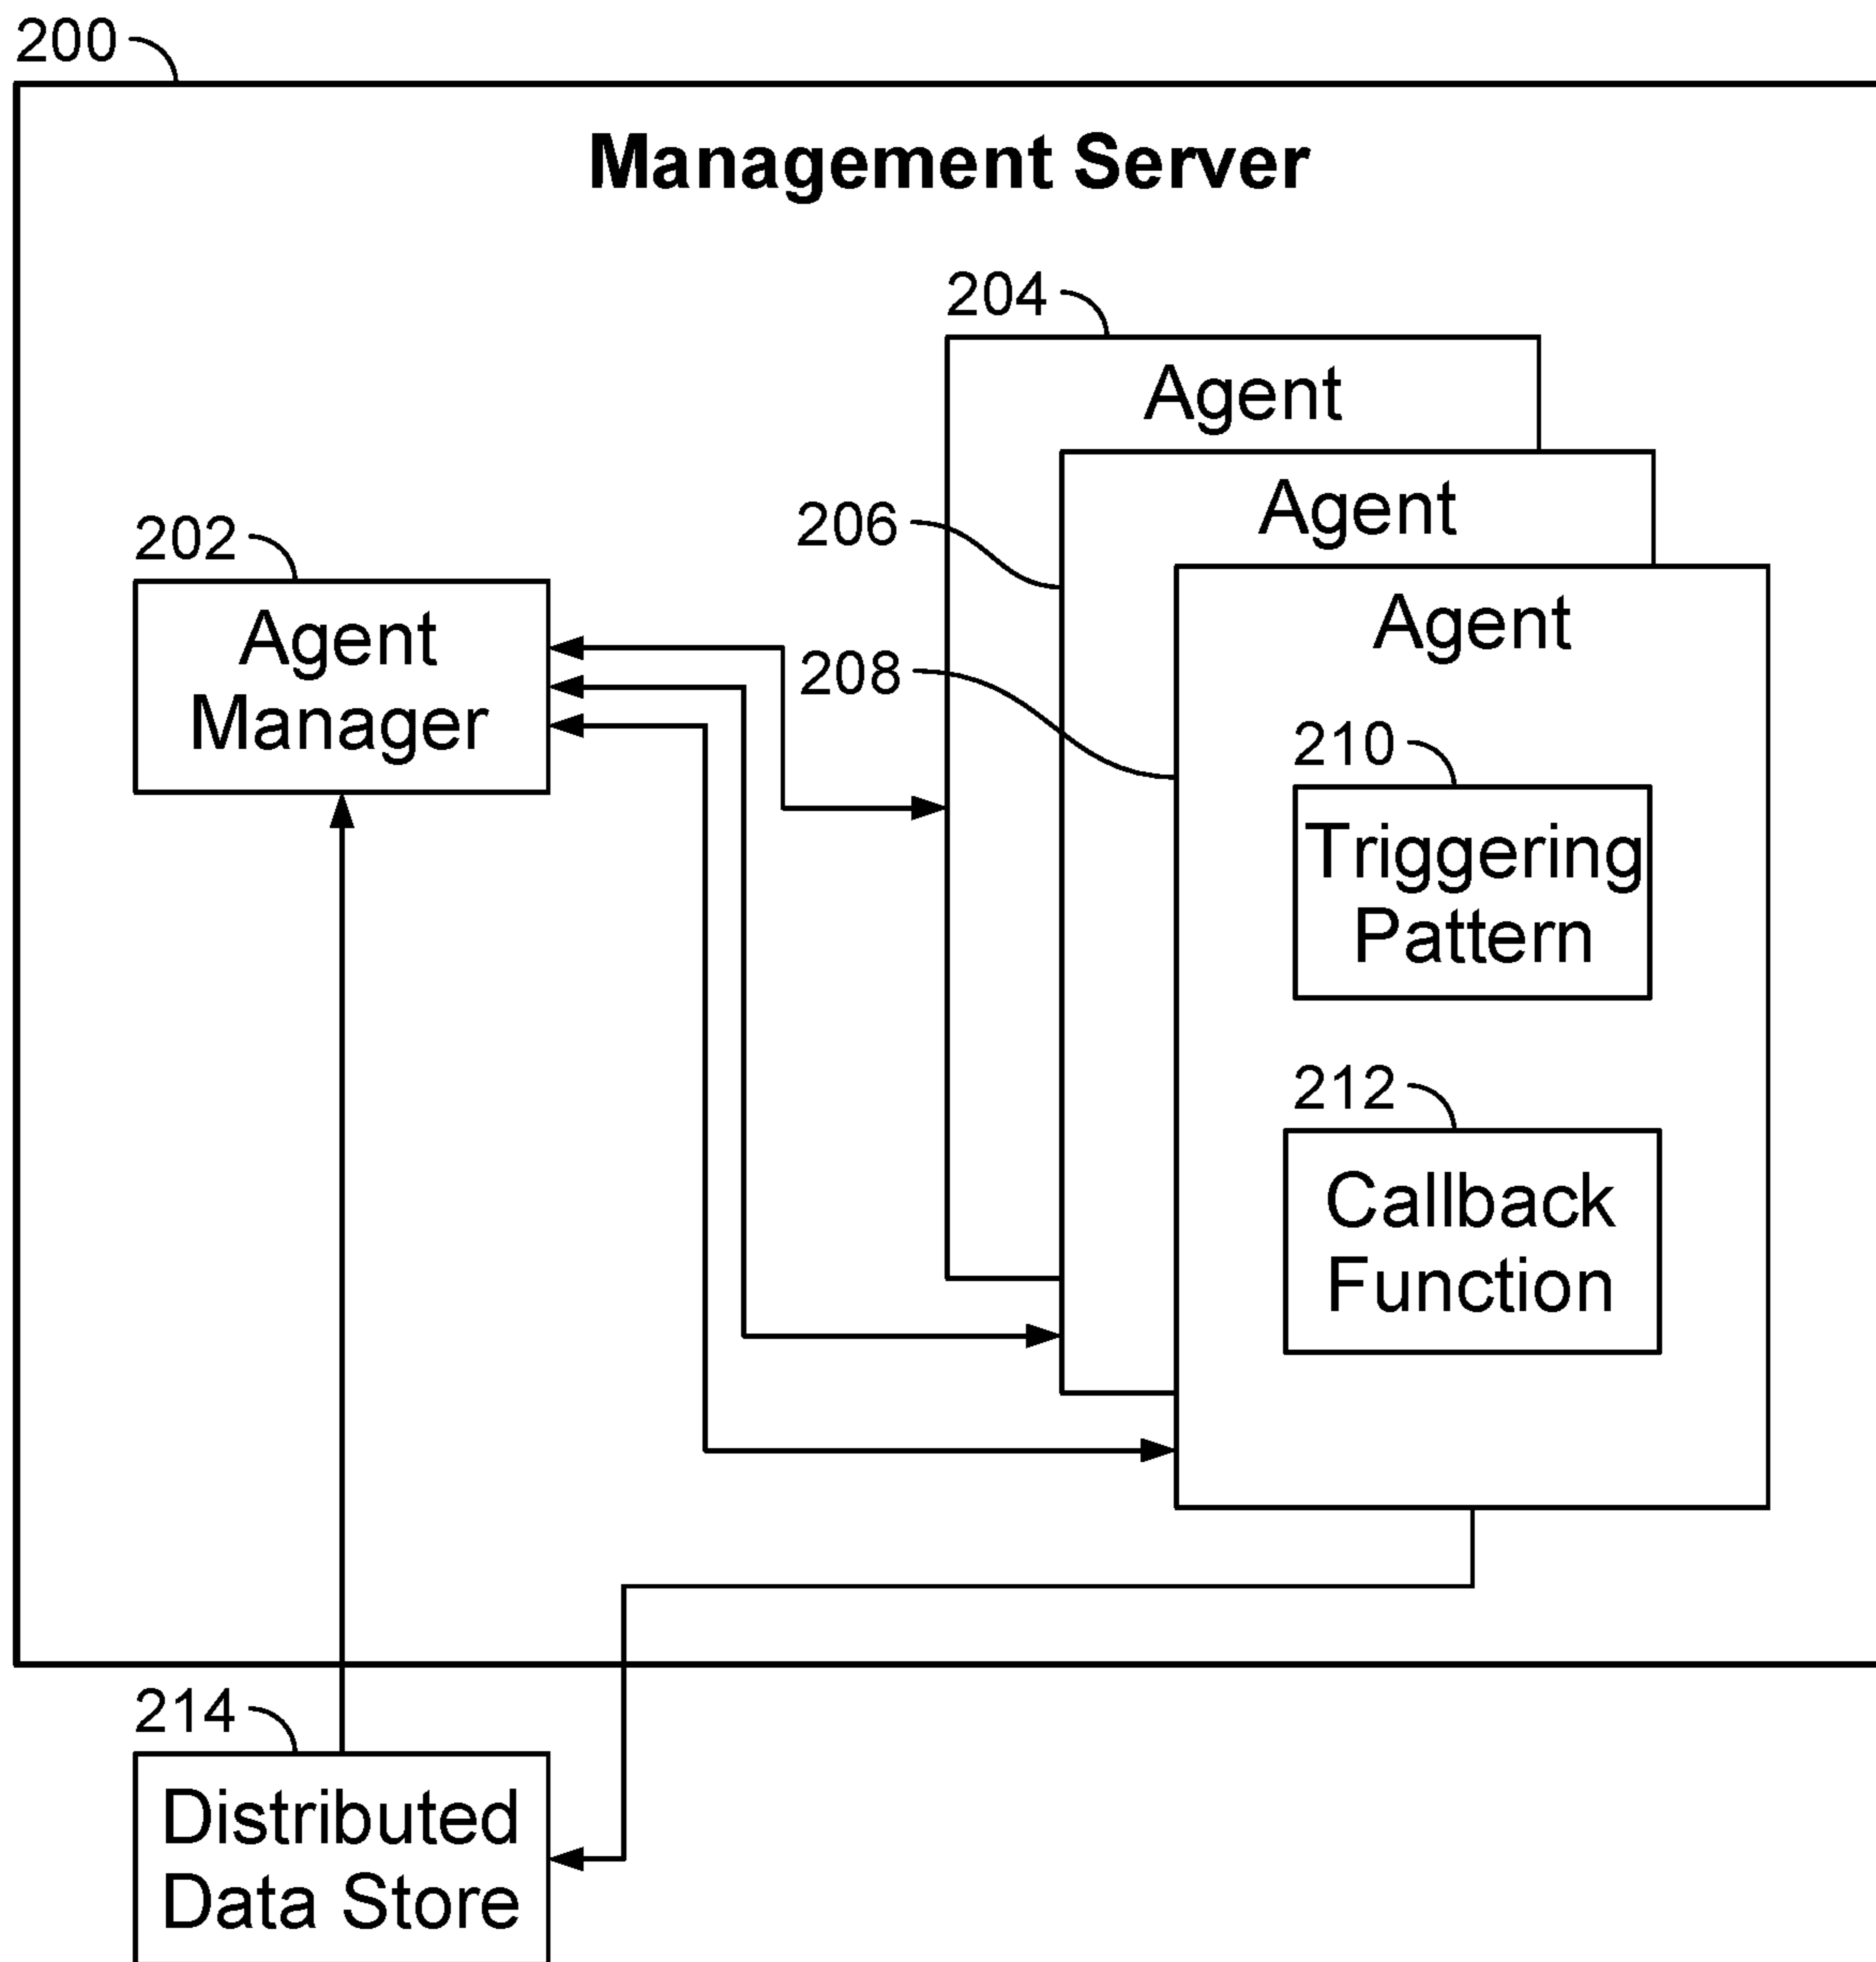 200
Management Server
204
Agent
206
Agent
202
Agent
Manager
208
Agent
210
Triggering
Pattern
212
Callback
Function
214
Distributed
Data Store